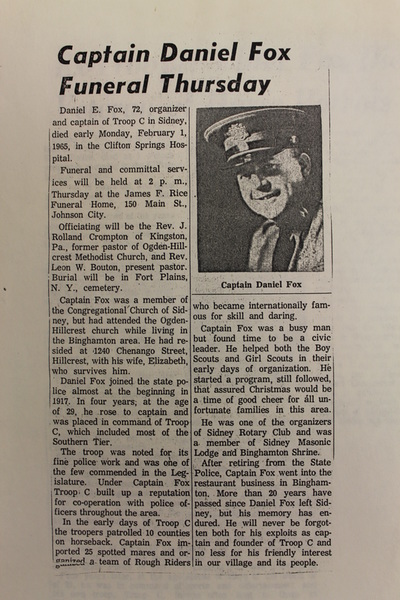 Captain Daniel Fox
Funeral Thursday
Daniel E. Fox, 72, organizer
and captain of Troop C in Sidney,
died early Monday, February 1,
1965, in the Clifton Springs Hos-
pital.
Funeral and committal serv-
ices will be held at 2 p. m.,
Thursday at the James F. Rice
Funeral Home, 150 Main St.,
Johnson City.
Officiating will be the Rev. J.
Rolland Crompton of Kingston,
Pa., former pastor of Ogden-Hill-
crest Methodist Church, and Rev.
Leon W. Bouton, present pastor.
Burial will be in Fort Plains,
N. Y., cemetery.
Captain Fox was a member of
the Congregational Church of Sid-
ney, but had attended the Ogden-
Hillcrest church while living in
the Binghamton area. He had re-
sided at 1240 Chenango Street,
Hillcrest, with his wife, Elizabeth,
who survives him.
Daniel Fox joined the state po-
lice almost at the beginning in
1917. In four years, at the age
of 29, he rose to captain and
was placed in command of Troop
C, which included most of the
Southern Tier.
The troop was noted for its
fine police work and was one of
the few commended in the Leg-
islature. Under Captain Fox
Troop C built up a reputation
for co-operation with police of-
ficers throughout the area.
In the early days of Troop C
the troopers patrolled 10 counties
on horseback. Captain Fox im-
ported 25 spotted mares and or-
ganized a team of Rough Riders
Captain Daniel Fox
who became internationally fam-
ous for skill and daring.
Captain Fox was a busy man
but found time to be a civic
leader. He helped both the Boy
Scouts and Girl Scouts in their
early days of organization. He
started a program, still followed,
that assured Christmas would be
a time of good cheer for all un-
fortunate families in this area.
He was one of the organizers
of Sidney Rotary Club and was
a member of Sidney Masonic
Lodge and Binghamton Shrine.
After retiring from the State
Police, Captain Fox went into the
restaurant business in Bingham-
ton. More than 20 years have
passed since Daniel Fox left Sid-
ney, but his memory has en-
dured. He will never be forgot-
ten both for his exploits as cap-
tain and founder of Troop C and
no less for his friendly interest
in our village and its people.